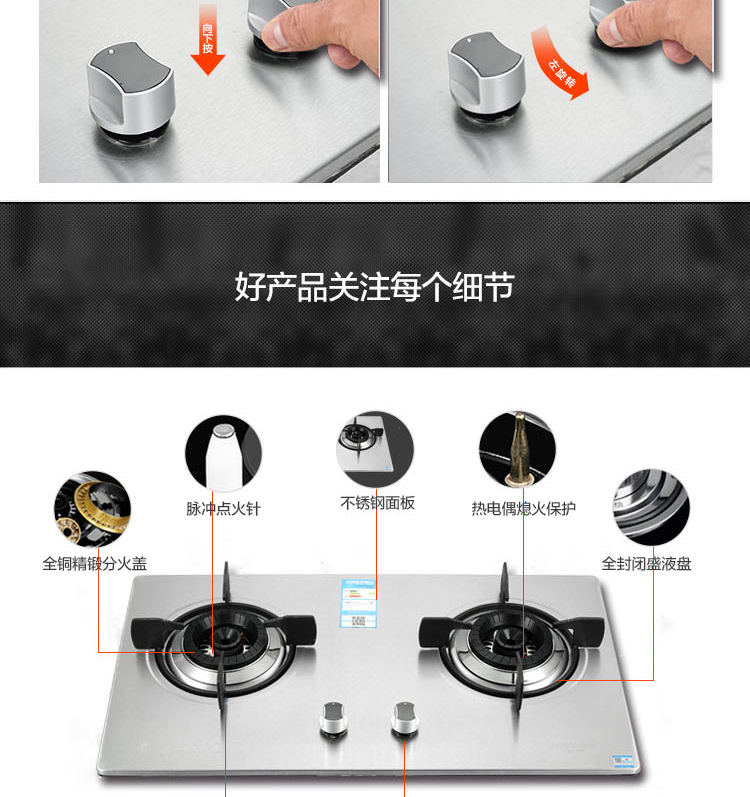 向下按
左旋转
好产品关注每个细节
脉冲点火针
不锈钢面板
热电偶熄火保护
全铜精锻分火盖
全封闭盛液盘